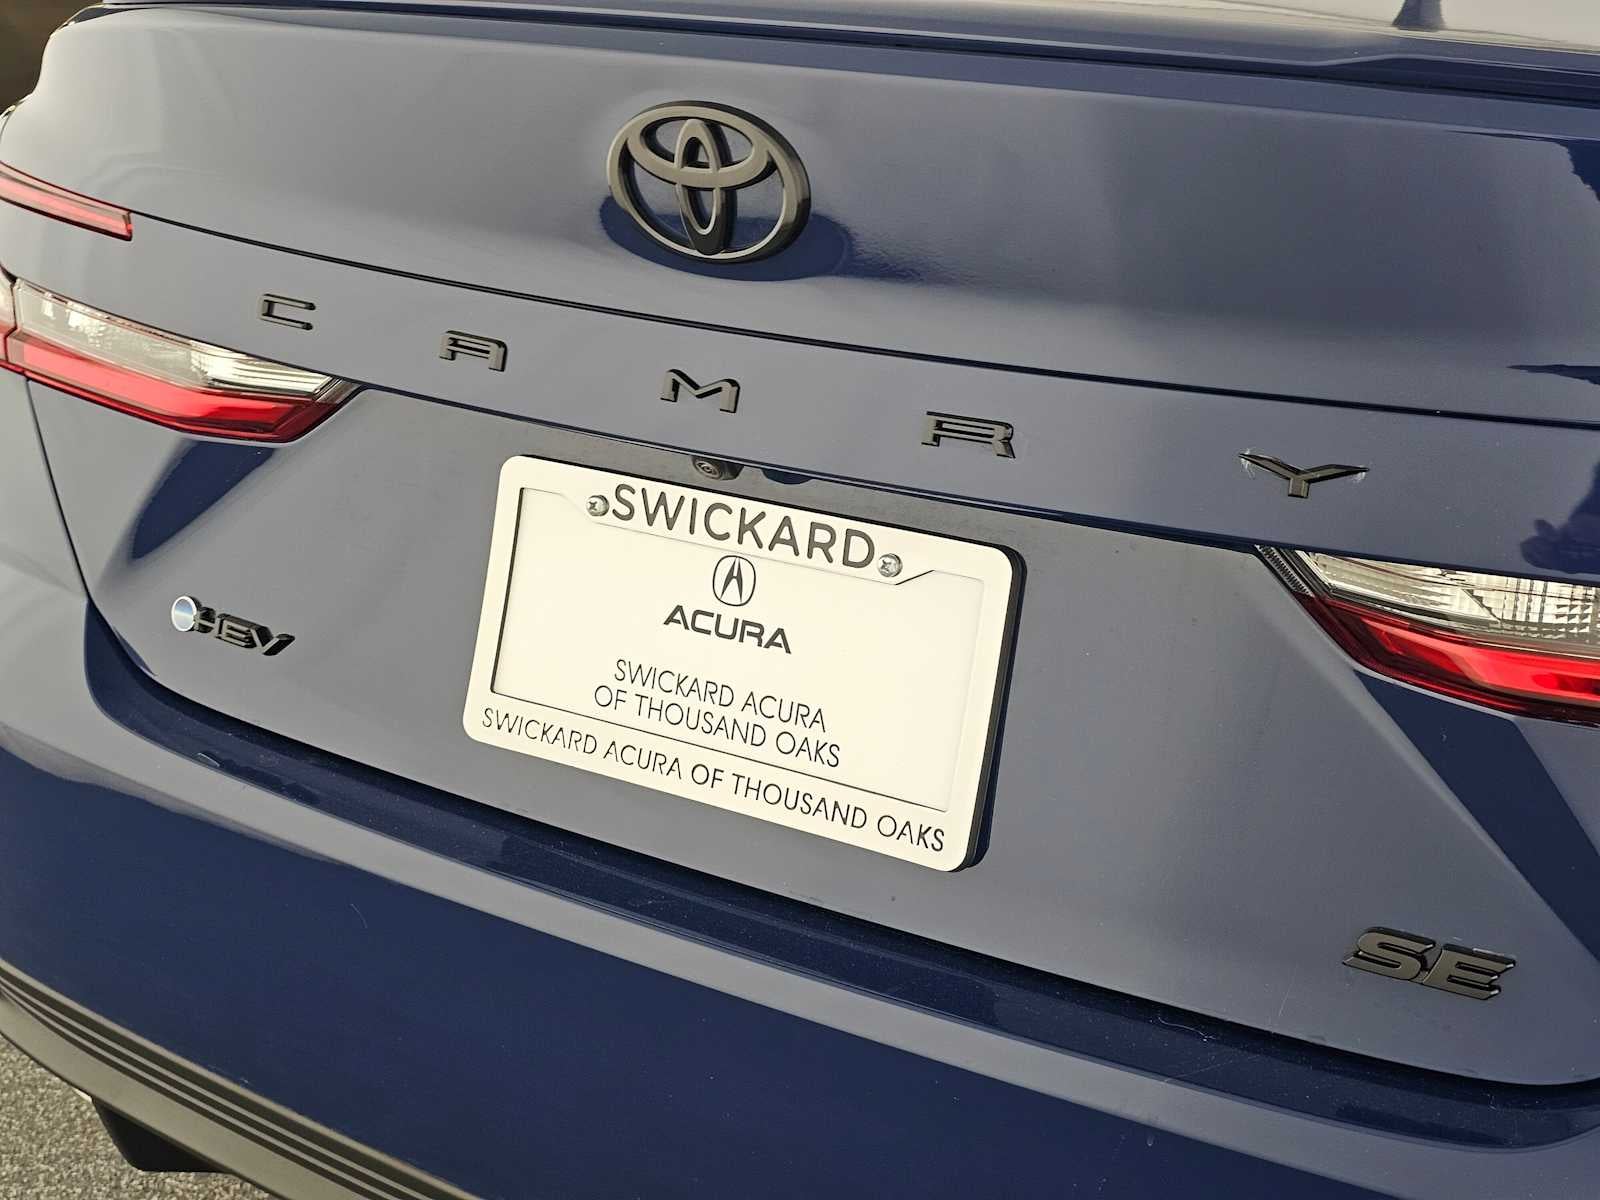 CAMRY
SWICKARD
ACURA
SWICKARD ACURA
OF THOUSAND OAKS
SWICKARD ACURA OF THOUSAND OAKS
HEV
SE